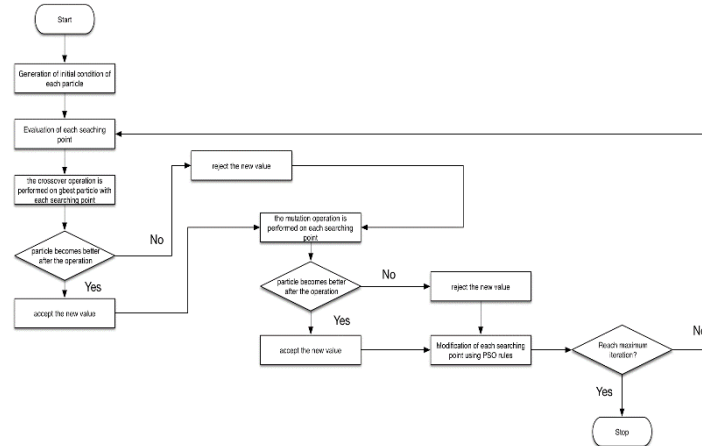 Start
Generation of initial condition of
each particle
Evaluation of each seaching
point
the crossover operation is
performed on gbest particle with
each searching point
reject the new value
No
particle becomes better
after the operation
Yes
accept the new value
the mutation operation is
performed on each searching
point
particle becomes better
after the operation
No
reject the new value
Yes
accept the new value
Modification of each searching
point using PSO rules
Reach maximum
iteration?
No
Yes
Stop